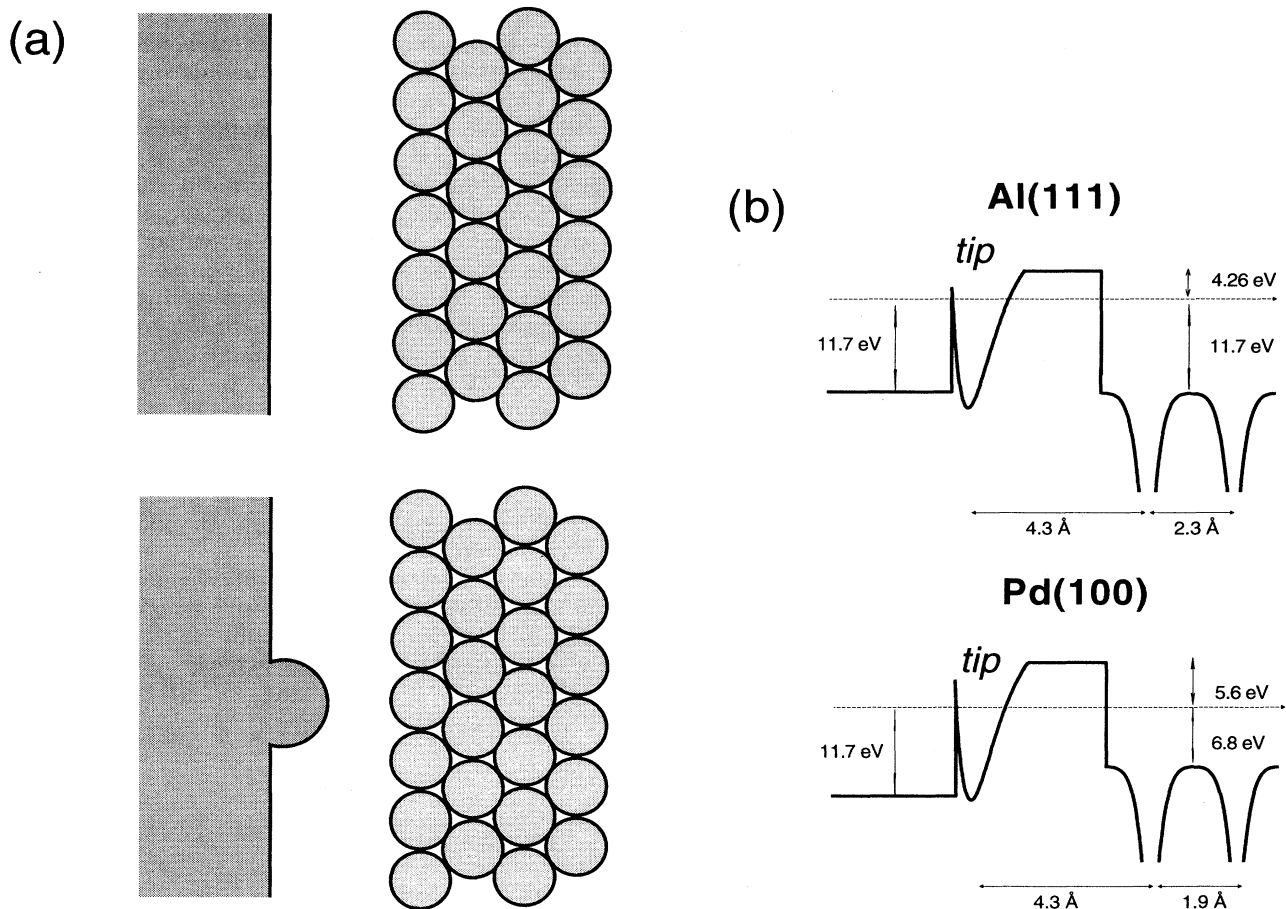 (a)
(b)
Al(111)
tip
4.26 eV
11.7 eV
11.7 eV
4.3 Å
2.3 Å
Pd(100)
tip
5.6 eV
11.7 eV
6.8 eV
4.3 Å
1.9 Å